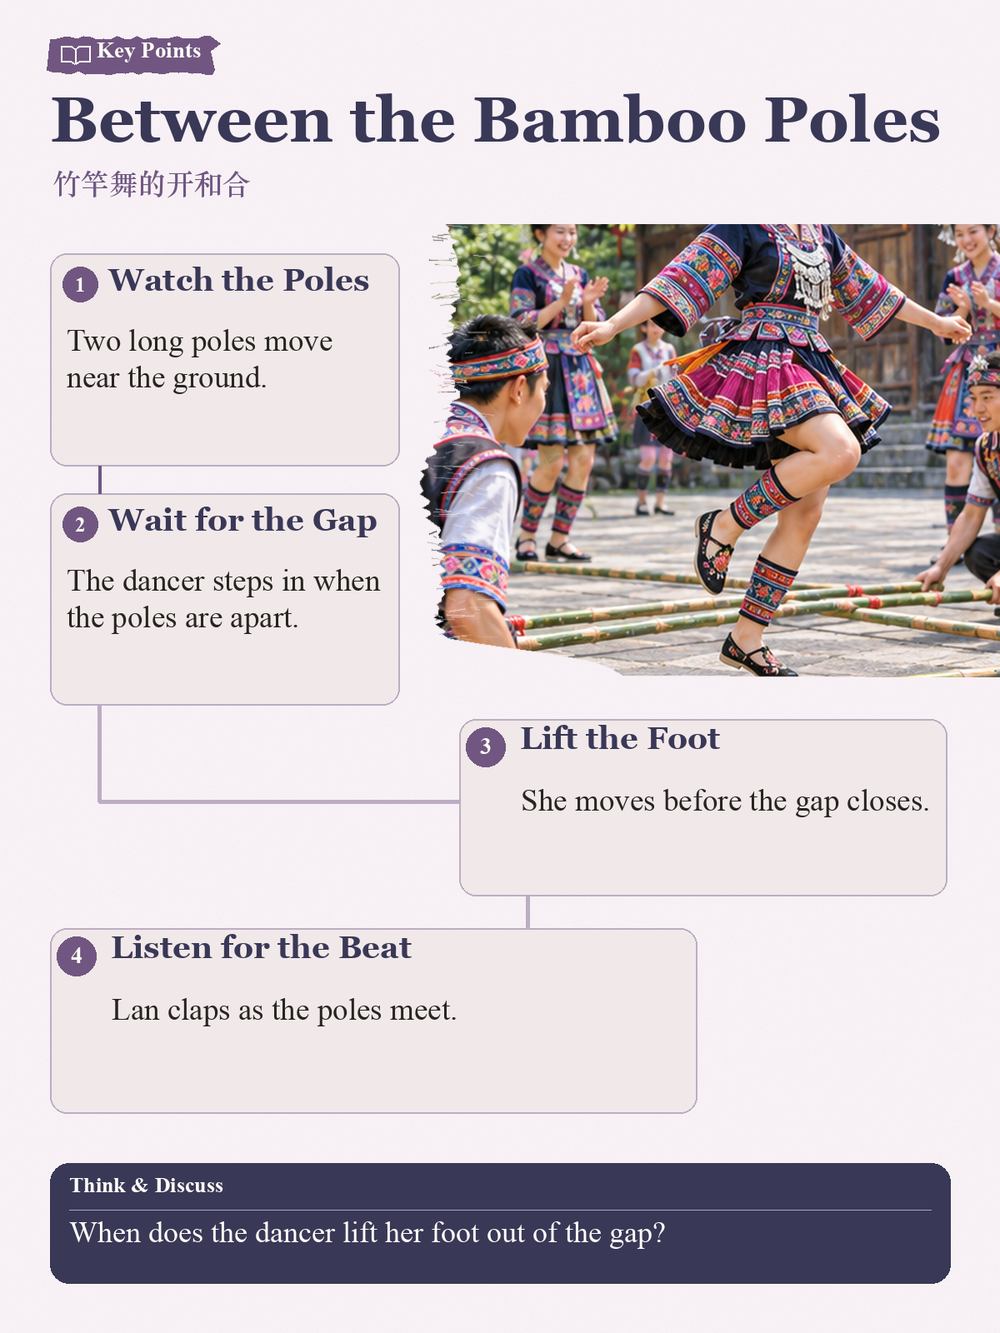 Key Points
Between the Bamboo Poles
竹竿舞的开和合
1 Watch the Poles
Two long poles move
near the ground.
2 Wait for the Gap
The dancer steps in when
the poles are apart.
3 Lift the Foot
She moves before the gap closes.
4 Listen for the Beat
Lan claps as the poles meet.
Think & Discuss
When does the dancer lift her foot out of the gap?